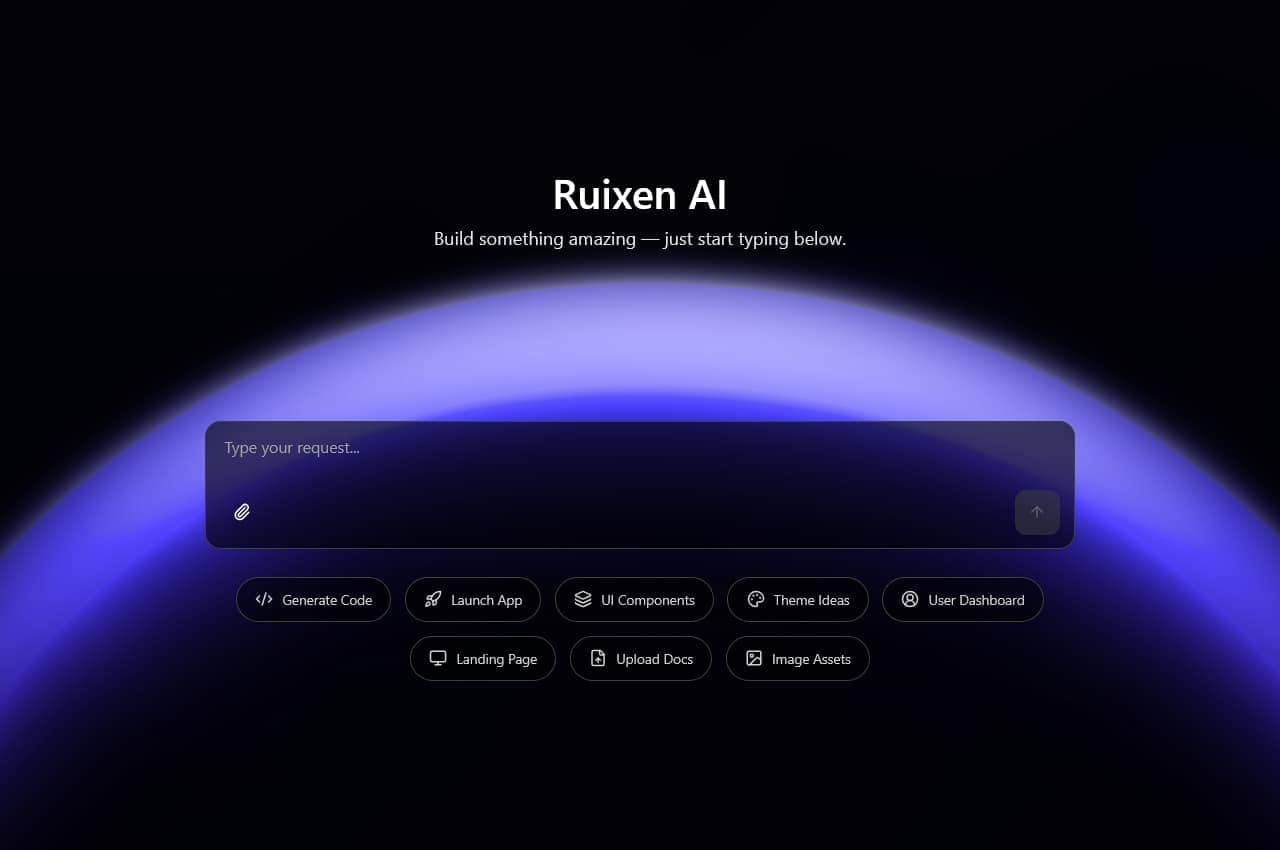 Ruixen AI
Build something amazing — just start typing below.
Type your request...
Generate Code
Launch App
UI Components
Theme Ideas
User Dashboard
Landing Page
Upload Docs
Image Assets